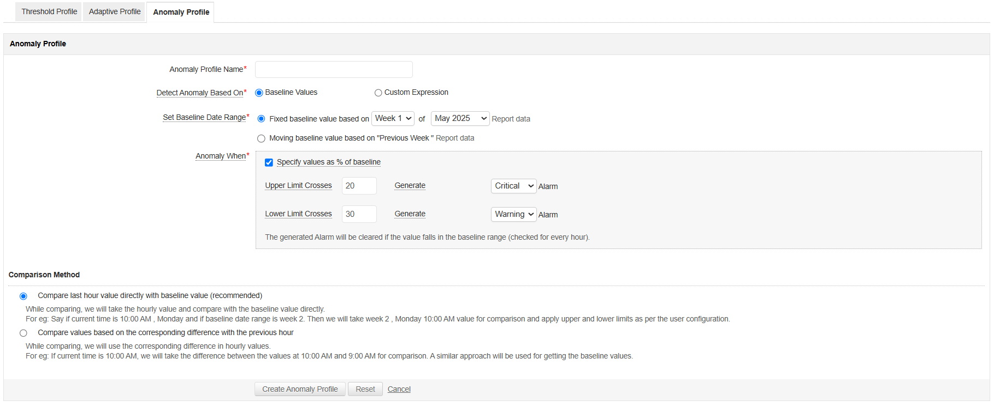 Threshold Profile Adaptive Profile Anomaly Profile
Anomaly Profile
Anomaly Profile Name*
Detect Anomaly Based On* Baseline Values Custom Expression
Set Baseline Date Range* Fixed baseline value based on Week 1 of May 2025 Report data
Moving baseline value based on "Previous Week " Report data
Anomaly When* Specify values as % of baseline
Upper Limit Crosses 20 Generate Critical Alarm
Lower Limit Crosses 30 Generate Warning Alarm
The generated Alarm will be cleared if the value falls in the baseline range (checked for every hour).
Comparison Method
Compare last hour value directly with baseline value (recommended)
While comparing, we will take the hourly value and compare with the baseline value directly.
For eg: Say if current time is 10:00 AM , Monday and if baseline date range is week 2. Then we will take week 2 , Monday 10:00 AM value for comparison and apply upper and lower limits as per the user configuration.
Compare values based on the corresponding difference with the previous hour
While comparing, we will use the corresponding difference in hourly values.
For eg: If current time is 10:00 AM, we will take the difference between the values at 10:00 AM and 9:00 AM for comparison. A similar approach will be used for getting the baseline values.
Create Anomaly Profile Reset Cancel